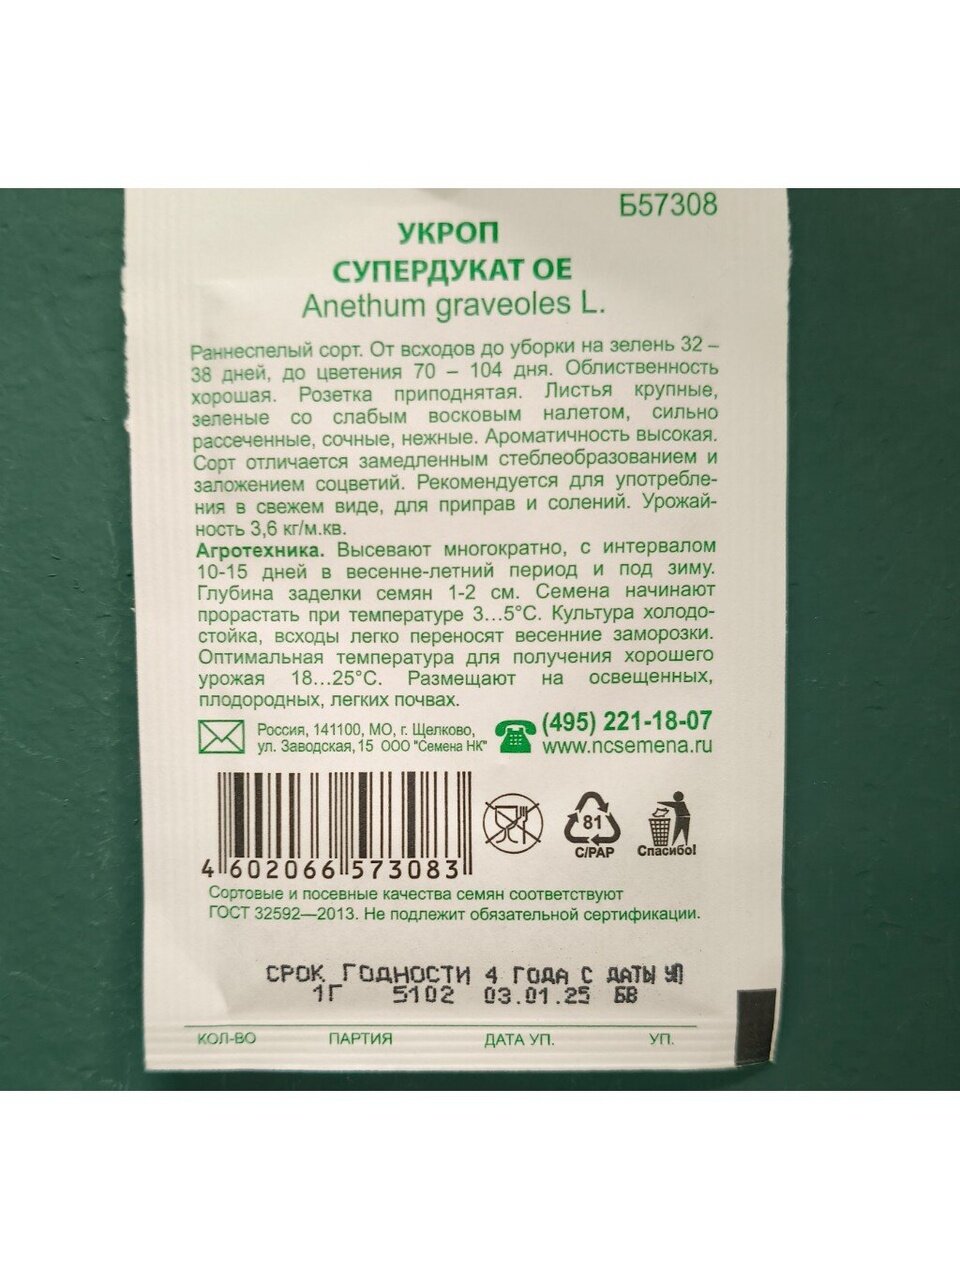 Б57308
УКРОП
СУПЕРДУКАТ ОЕ
Anethum graveoles L.
Раннеспелый сорт. От всходов до уборки на зелень 32 –
38 дней, до цветения 70 – 104 дня. Облиственность
хорошая. Розетка приподнятая. Листья крупные,
зеленые со слабым восковым налетом, сильно
рассеченные, сочные, нежные. Ароматичность высокая.
Сорт отличается замедленным стеблеобразованием и
заложением соцветий. Рекомендуется для употребле-
ния в свежем виде, для приправ и солений. Урожай-
ность 3,6 кг/м.кв.
Агротехника. Высевают многократно, с интервалом
10-15 дней в весенне-летний период и под зиму.
Глубина заделки семян 1-2 см. Семена начинают
прорастать при температуре 3...5°С. Культура холодо-
стойка, всходы легко переносят весенние заморозки.
Оптимальная температура для получения хорошего
урожая 18...25°С. Размещают на освещенных,
плодородных, легких почвах.
Россия, 141100, МО, г. Щелково,
ул. Заводская, 15 ООО "Семена НК"
(495) 221-18-07
www.ncsemena.ru
81
C/PAP
Спасибо!
4 602066 573083
Сортовые и посевные качества семян соответствуют
ГОСТ 32592—2013. Не подлежит обязательной сертификации.
СРОК ГОДНОСТИ 4 ГОДА С ДАТЫ УП
1Г 5102 03.01.25 БВ
КОЛ-ВО ПАРТИЯ ДАТА УП. УП.